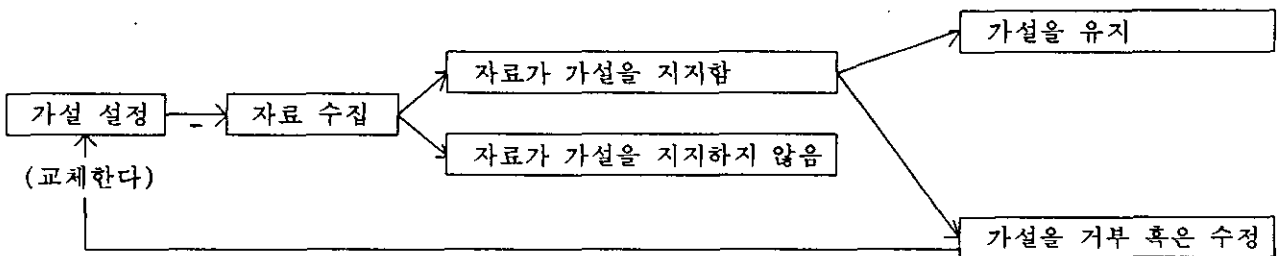 가설을 유지
자료가 가설을 지지함
가설 설정
자료 수집
자료가 가설을 지지하지 않음
(교체한다)
가설을 거부 혹은 수정